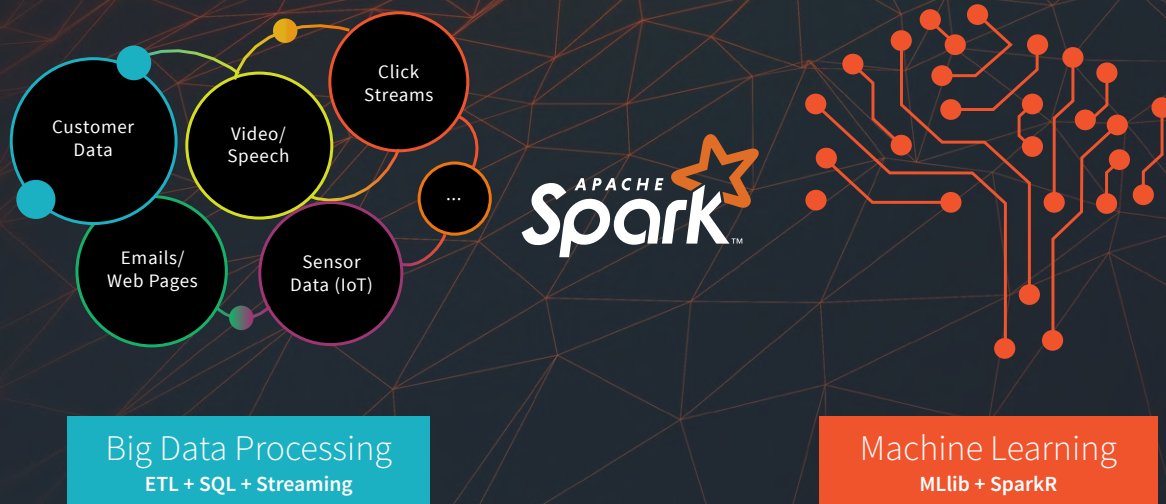 Click
Streams
Customer
Data
Video/
Speech
...
APACHE
Spark™
Emails/
Web Pages
Sensor
Data (IoT)
Big Data Processing
ETL + SQL + Streaming
Machine Learning
MLlib + SparkR